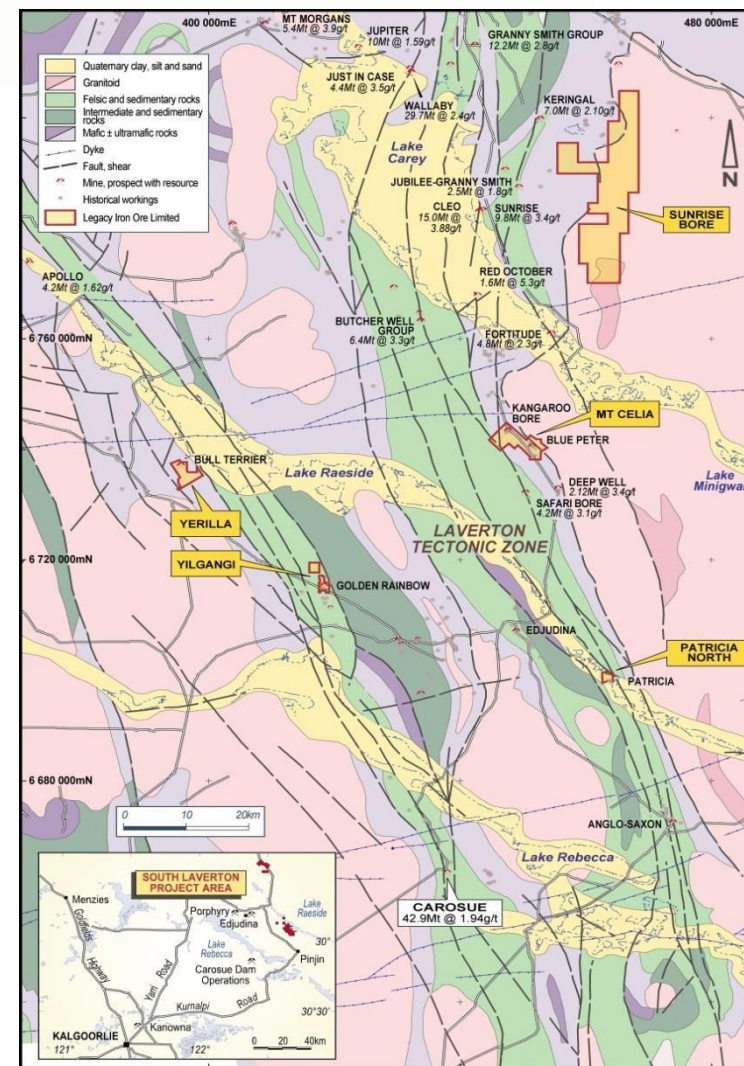 400 000mE
480 000mE
MT MORGANS
5.4Mt @ 3.9g/t
JUPITER
10Mt @ 1.59g/t
GRANNY SMITH GROUP
12.2Mt @ 2.8g/t
Quaternary clay, silt and sand
Granitoid
Felsic and sedimentary rocks
Intermediate and sedimentary
rocks
Mafic ± ultramafic rocks
Dyke
Fault, shear
Mine, prospect with resource
Historical workings
Legacy Iron Ore Limited
JUST IN CASE
4.4Mt @ 3.5g/t
WALLABY
29.7Mt @ 2.4g/t
KERINGAL
7.0Mt @ 2.10g/t
Lake
Carey
N
JUBILEE-GRANNY SMITH
2.5Mt @ 1.8g/t
CLEO
15.0Mt @
3.88g/t
SUNRISE
9.8Mt @ 3.4g/t
SUNRISE
BORE
APOLLO
4.2Mt @ 1.62g/t
RED OCTOBER
1.6Mt @ 5.3g/t
BUTCHER WELL
GROUP
6.4Mt @ 3.3g/t
FORTITUDE
4.8Mt @ 2.3g/t
6 760 000mN
KANGAROO
BORE
MT CELIA
BLUE PETER
BULL TERRIER
Lake Raeside
DEEP WELL
2.12Mt @ 3.4g/t
SAFARI BORE
4.2Mt @ 3.1g/t
Lake
Minigwa
YERILLA
LAVERTON
TECTONIC ZONE
6 720 000mN
YILGANGI
GOLDEN RAINBOW
EDJUDINA
PATRICIA
NORTH
PATRICIA
6 680 000mN
0 10 20km
ANGLO-SAXON
Lake Rebecca
CAROSUE
42.9Mt @ 1.94g/t
SOUTH LAVERTON
PROJECT AREA
Menzies
Goldfields
Highway
Porphyry
Edjudina
Lake
Raeside
Lake
Rebecca
30°
Pinjin
Yarri Road
Carosue Dam
Operations
Kurnalpi Road
30°30'
Kanowna
KALGOORLIE
121°
122°
0 20 40km